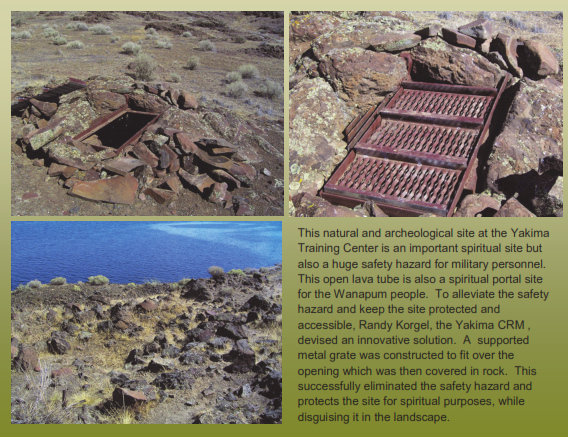 This natural and archeological site at the Yakima
Training Center is an important spiritual site but
also a huge safety hazard for military personnel.
This open lava tube is also a spiritual portal site
for the Wanapum people.  To alleviate the safety
hazard and keep the site protected and
accessible, Randy Korgel, the Yakima CRM ,
devised an innovative solution.  A  supported
metal grate was constructed to fit over the
opening which was then covered in rock.  This
successfully eliminated the safety hazard and
protects the site for spiritual purposes, while
disguising it in the landscape.